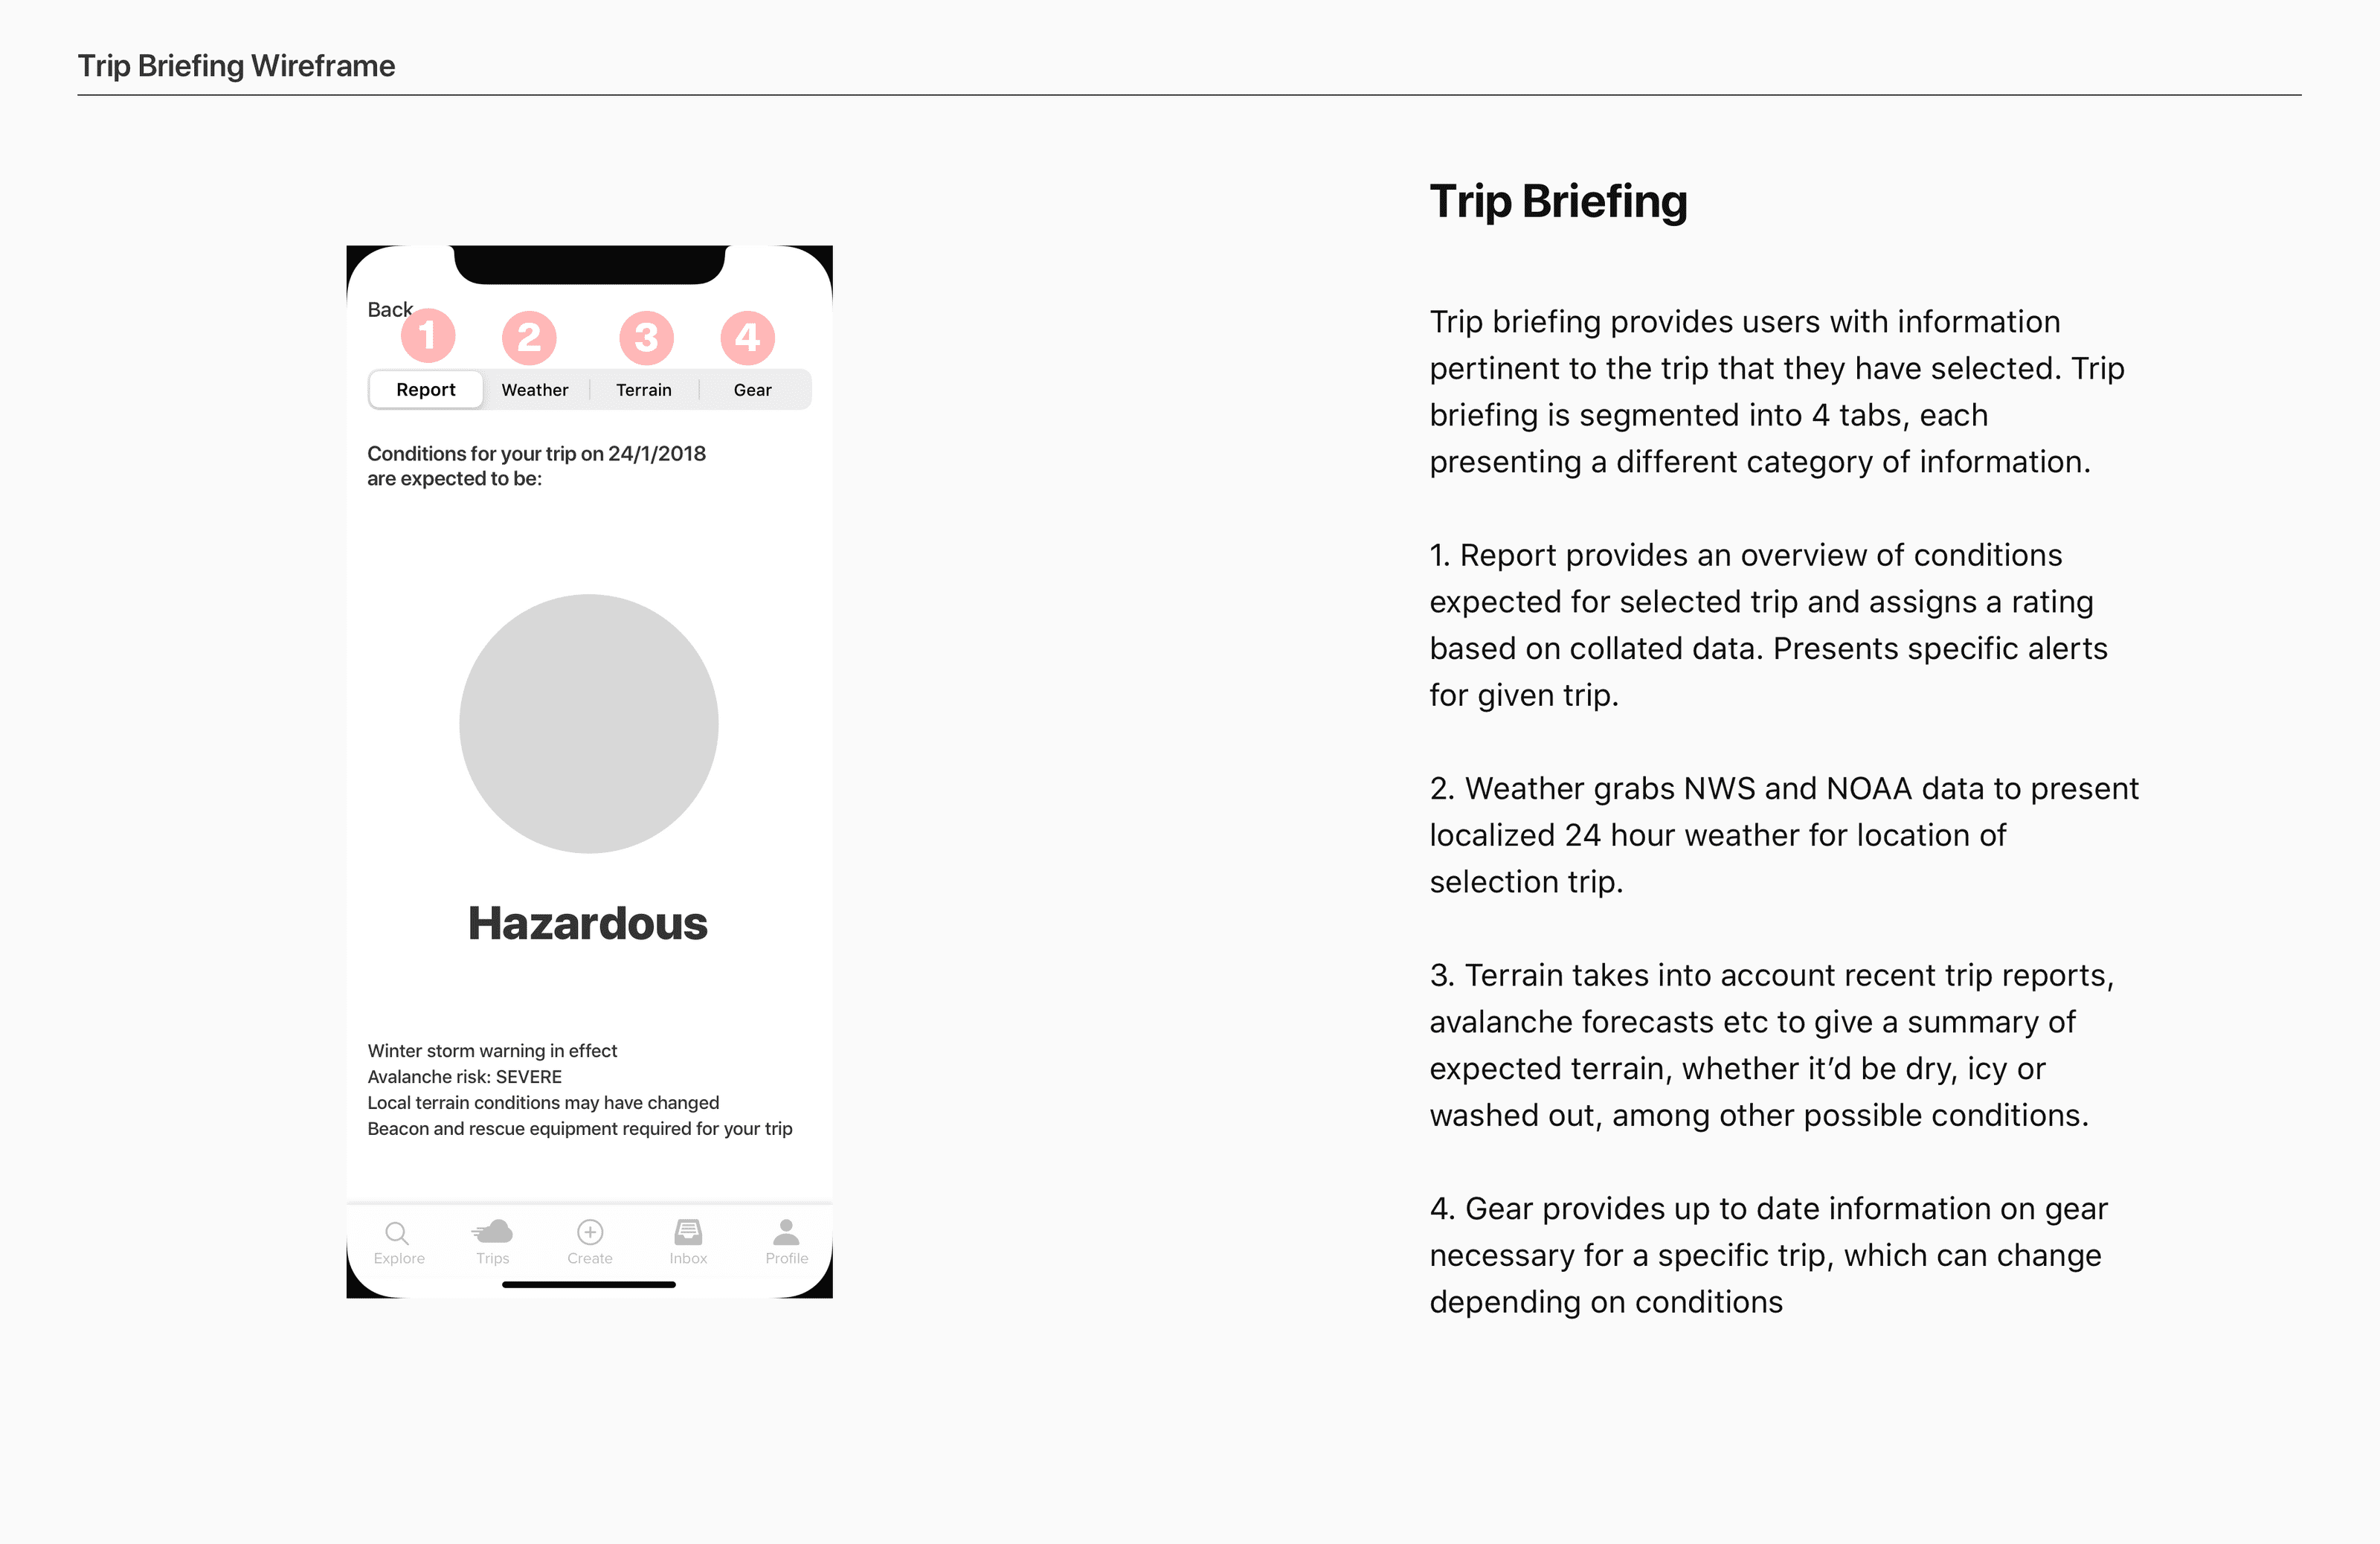 Trip Briefing Wireframe
Back
1 2 3 4
Report Weather Terrain Gear
Conditions for your trip on 24/1/2018
are expected to be:
Hazardous
Winter storm warning in effect
Avalanche risk: SEVERE
Local terrain conditions may have changed
Beacon and rescue equipment required for your trip
Explore Trips Create Inbox Profile
Trip Briefing
Trip briefing provides users with information
pertinent to the trip that they have selected. Trip
briefing is segmented into 4 tabs, each
presenting a different category of information.
1. Report provides an overview of conditions
expected for selected trip and assigns a rating
based on collated data. Presents specific alerts
for given trip.
2. Weather grabs NWS and NOAA data to present
localized 24 hour weather for location of
selection trip.
3. Terrain takes into account recent trip reports,
avalanche forecasts etc to give a summary of
expected terrain, whether it’d be dry, icy or
washed out, among other possible conditions.
4. Gear provides up to date information on gear
necessary for a specific trip, which can change
depending on conditions